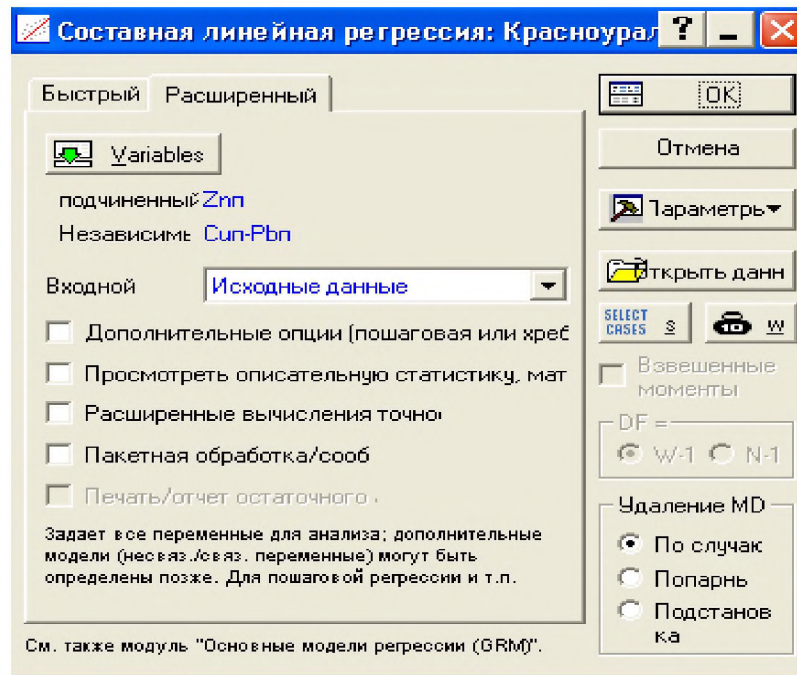 Составная линейная регрессия: Красноурал ?
Быстрый
Расширенный
Variables
подчиненный Znп
Независимь Cuп-Pbп
Входной
Исходные данные
Дополнительные опции (пошаговая или хреб
Просмотреть описательную статистику, мат
Расширенные вычисления точно
Пакетная обработка/сооб
Печать/отчет остаточного
Задает все переменные для анализа; дополнительные
модели (несвяз./связ. переменные) могут быть
определены позже. Для пошаговой регрессии и т.п.
См. также модуль "Основные модели регрессии (GRM)".
OK
Отмена
Параметры
Открыть данн
SELECT
CASES S
W
Взвешенные
моменты
DF =
W-1 N-1
Удаление MD
По случаю
Попарнь
Подстанов
ка